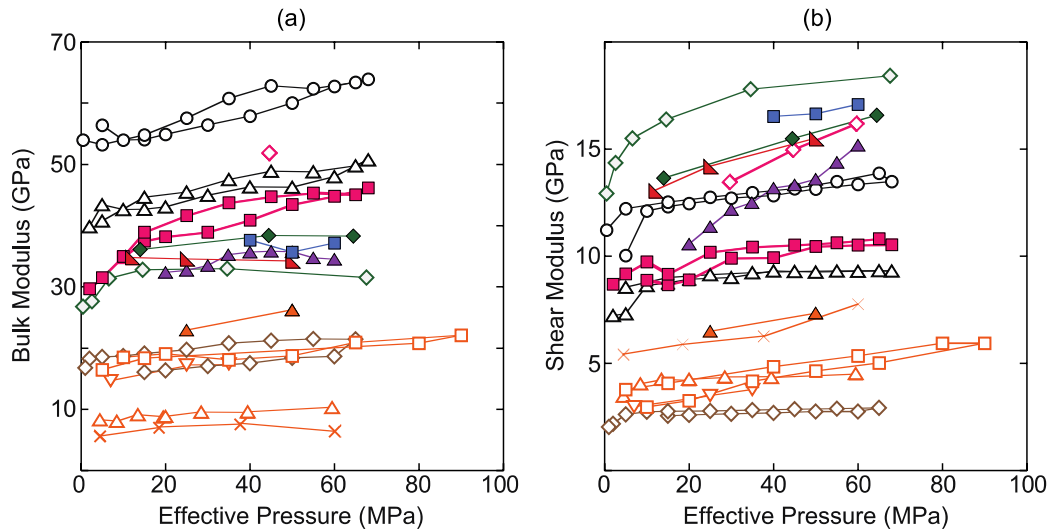 (a)
(b)
70
50
30
10
Bulk Modulus (GPa)
0 20 40 60 80 100
Effective Pressure (MPa)
15
10
5
Shear Modulus (GPa)
0 20 40 60 80 100
Effective Pressure (MPa)